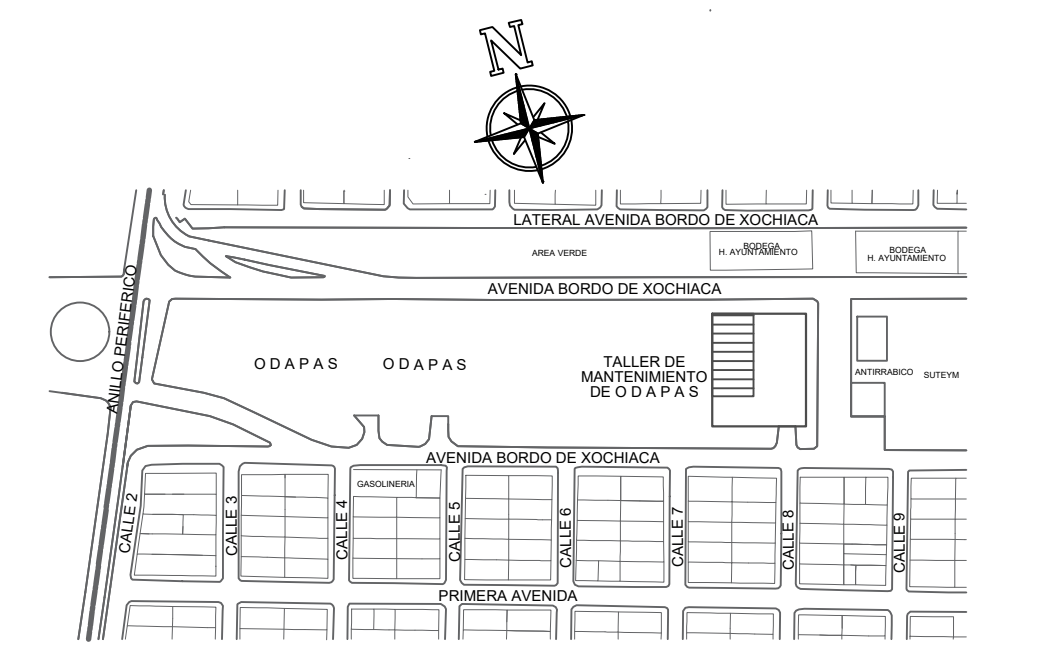 N
LATERAL AVENIDA BORDO DE XOCHIACA
AREA VERDE
BODEGA
H. AYUNTAMIENTO
BODEGA
H. AYUNTAMIENTO
AVENIDA BORDO DE XOCHIACA
ANILLO PERIFERICO
O D A P A S
O D A P A S
TALLER DE
MANTENIMIENTO
DE O D A P A S
ANTIRRABICO
SUTEYM
AVENIDA BORDO DE XOCHIACA
GASOLINERIA
CALLE 2
CALLE 3
CALLE 4
CALLE 5
CALLE 6
CALLE 7
CALLE 8
CALLE 9
PRIMERA AVENIDA